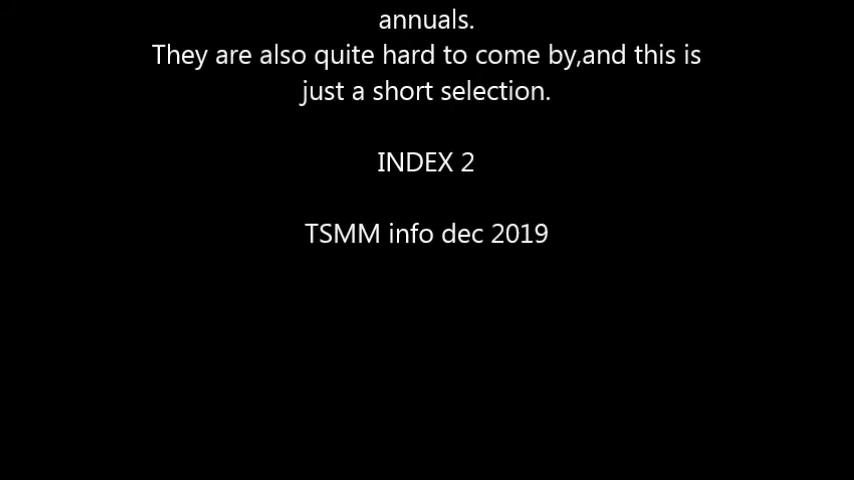 annuals.
They are also quite hard to come by,and this is
just a short selection.
INDEX 2
TSMM info dec 2019